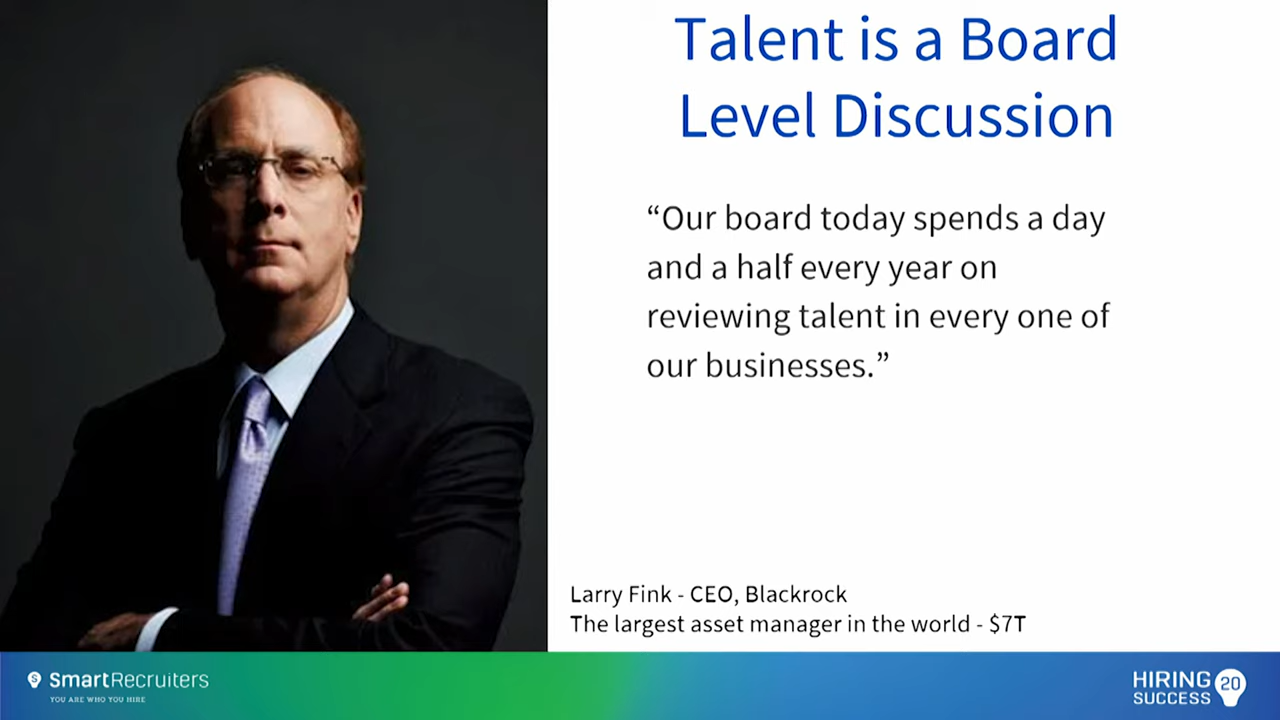 Talent is a Board
Level Discussion
“Our board today spends a day
and a half every year on
reviewing talent in every one of
our businesses.”
Larry Fink - CEO, Blackrock
The largest asset manager in the world - $7T
SmartRecruiters
YOU ARE WHO YOU HIRE
HIRING
SUCCESS
20